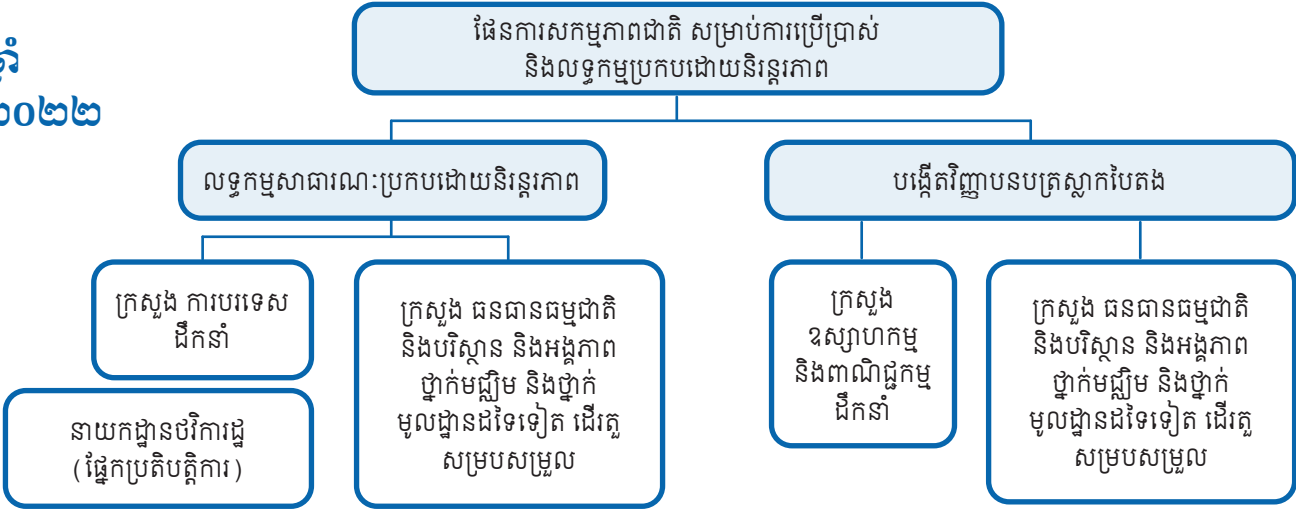 ផែនការសកម្មភាពជាតិ សម្រាប់ការប្រើប្រាស់
និងលទ្ធកម្មប្រកបដោយនិរន្តរភាព
២០២២
លទ្ធកម្មសាធារណៈប្រកបដោយនិរន្តរភាព
បង្កើតវិញ្ញាបនបត្រស្លាកបៃតង
ក្រសួង ការបរទេស
ដឹកនាំ
នាយកដ្ឋានថវិការដ្ឋ
(ផ្នែកប្រតិបត្តិការ)
ក្រសួង ធនធានធម្មជាតិ
និងបរិស្ថាន និងអង្គភាព
ថ្នាក់មជ្ឈិម និងថ្នាក់
មូលដ្ឋានដទៃទៀត ដើរតួ
សម្របសម្រួល
ក្រសួង
ឧស្សាហកម្ម
និងពាណិជ្ជកម្ម
ដឹកនាំ
ក្រសួង ធនធានធម្មជាតិ
និងបរិស្ថាន និងអង្គភាព
ថ្នាក់មជ្ឈិម និងថ្នាក់
មូលដ្ឋានដទៃទៀត ដើរតួ
សម្របសម្រួល